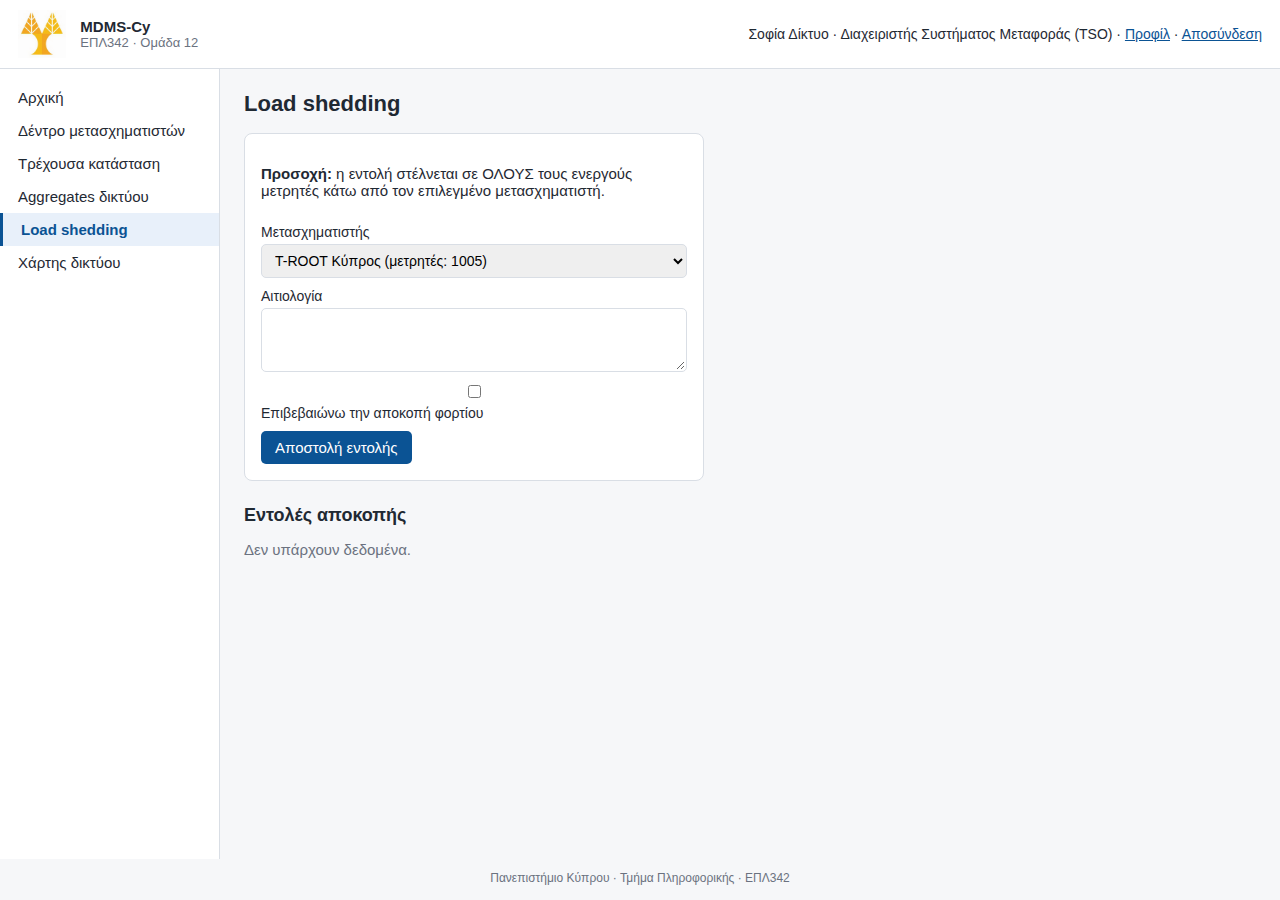 MDMS-Cy
ΕΠΛ342 · Ομάδα 12
Σοφία Δίκτυο · Διαχειριστής Συστήματος Μεταφοράς (TSO) · Προφίλ · Αποσύνδεση
Αρχική
Δέντρο μετασχηματιστών
Τρέχουσα κατάσταση
Aggregates δικτύου
Load shedding
Χάρτης δικτύου
Load shedding
Προσοχή: η εντολή στέλνεται σε ΟΛΟΥΣ τους ενεργούς
μετρητές κάτω από τον επιλεγμένο μετασχηματιστή.
Μετασχηματιστής
T-ROOT Κύπρος (μετρητές: 1005)
Αιτιολογία
Επιβεβαιώνω την αποκοπή φορτίου
Αποστολή εντολής
Εντολές αποκοπής
Δεν υπάρχουν δεδομένα.
Πανεπιστήμιο Κύπρου · Τμήμα Πληροφορικής · ΕΠΛ342